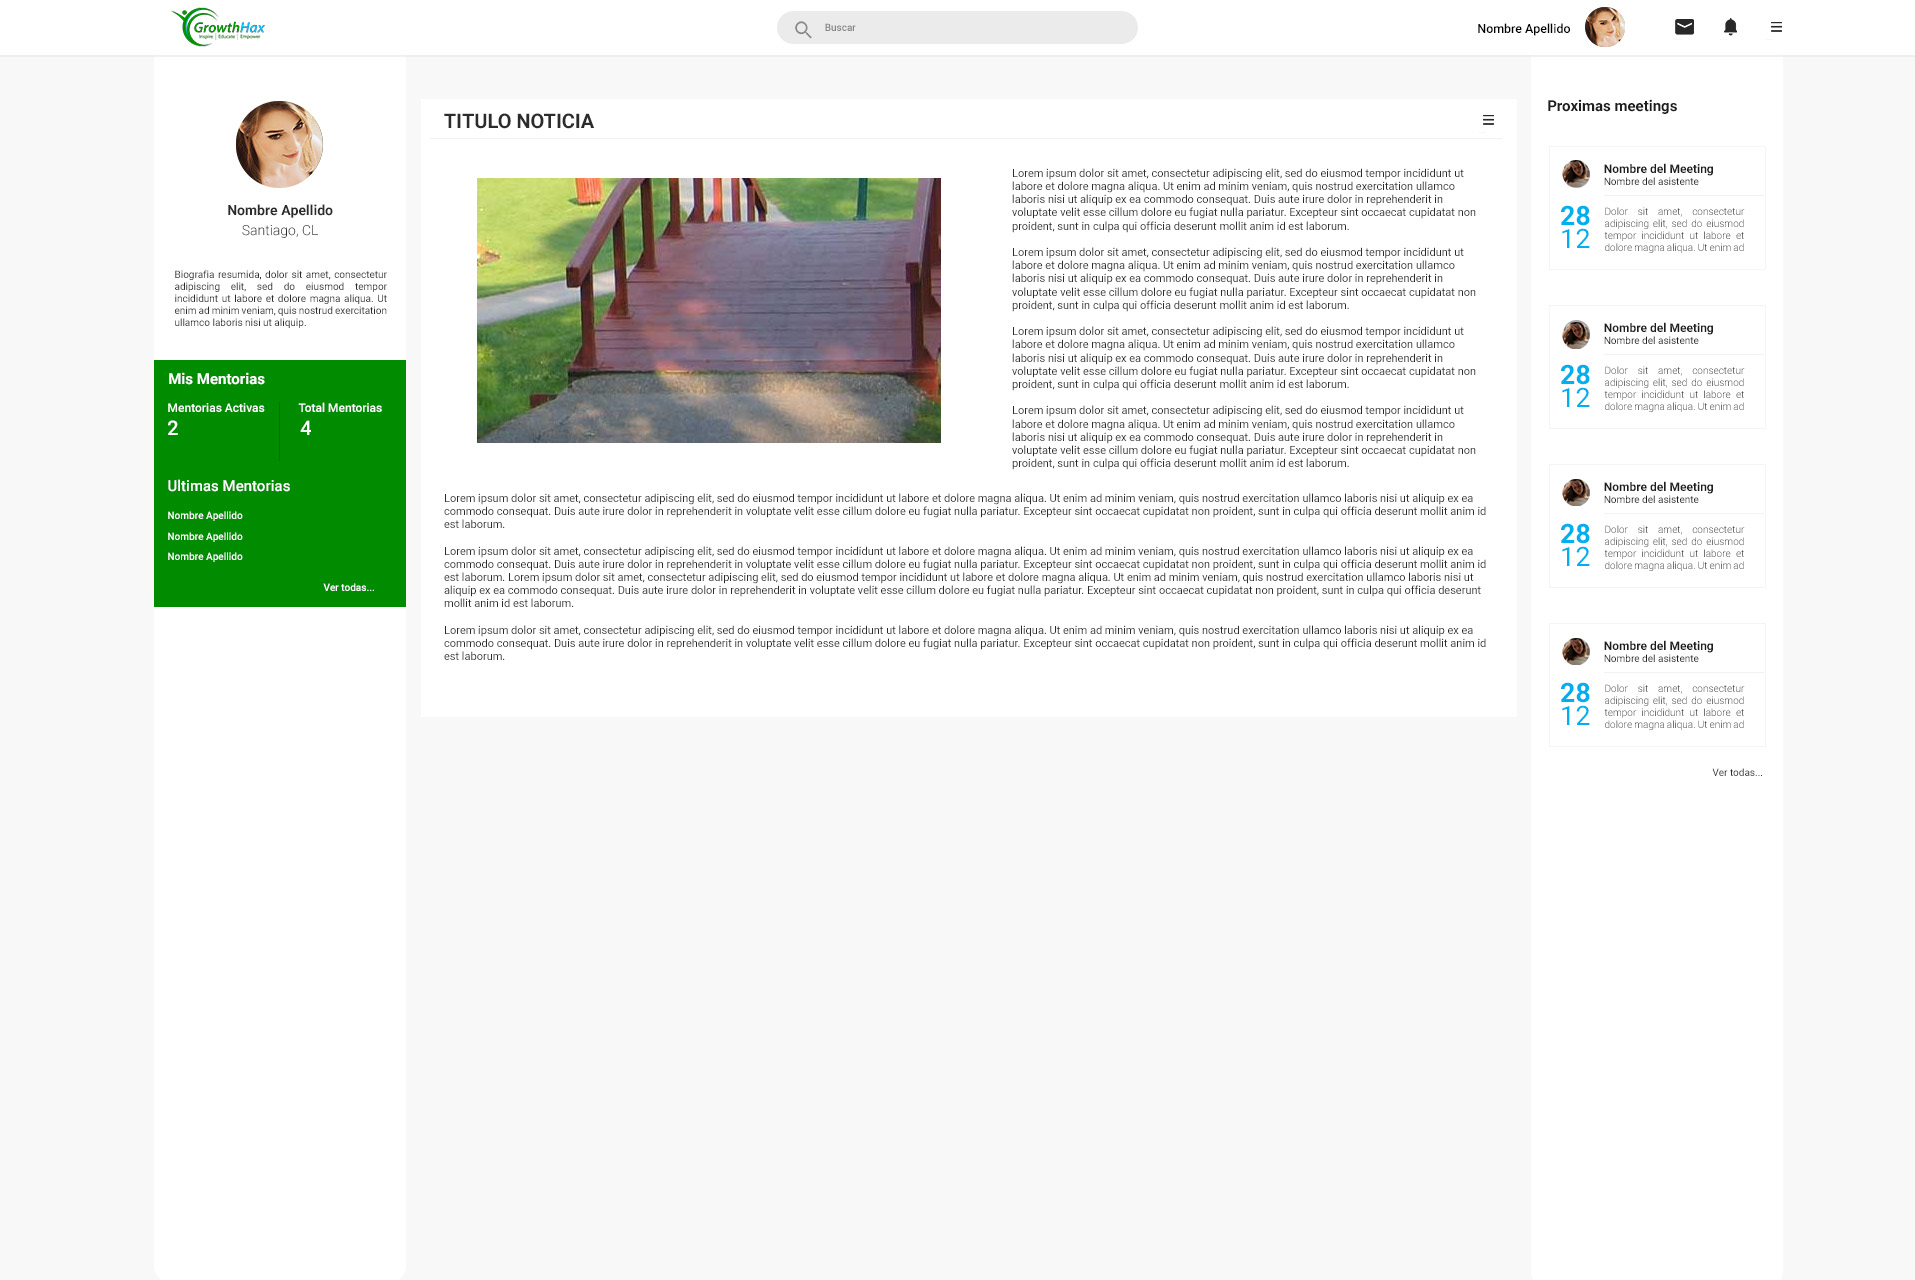 GrowthHax
Inspire | Educate | Empower
Buscar
Nombre Apellido
Nombre Apellido
Santiago, CL
Biografia resumida, dolor sit amet, consectetur
adipiscing elit, sed do eiusmod tempor
incididunt ut labore et dolore magna aliqua. Ut
enim ad minim veniam, quis nostrud exercitation
ullamco laboris nisi ut aliquip.
Mis Mentorias
Mentorias Activas
2
Total Mentorias
4
Ultimas Mentorias
Nombre Apellido
Nombre Apellido
Nombre Apellido
Ver todas...
TITULO NOTICIA
Lorem ipsum dolor sit amet, consectetur adipiscing elit, sed do eiusmod tempor incididunt ut
labore et dolore magna aliqua. Ut enim ad minim veniam, quis nostrud exercitation ullamco
laboris nisi ut aliquip ex ea commodo consequat. Duis aute irure dolor in reprehenderit in
voluptate velit esse cillum dolore eu fugiat nulla pariatur. Excepteur sint occaecat cupidatat non
proident, sunt in culpa qui officia deserunt mollit anim id est laborum.
Lorem ipsum dolor sit amet, consectetur adipiscing elit, sed do eiusmod tempor incididunt ut
labore et dolore magna aliqua. Ut enim ad minim veniam, quis nostrud exercitation ullamco
laboris nisi ut aliquip ex ea commodo consequat. Duis aute irure dolor in reprehenderit in
voluptate velit esse cillum dolore eu fugiat nulla pariatur. Excepteur sint occaecat cupidatat non
proident, sunt in culpa qui officia deserunt mollit anim id est laborum.
Lorem ipsum dolor sit amet, consectetur adipiscing elit, sed do eiusmod tempor incididunt ut
labore et dolore magna aliqua. Ut enim ad minim veniam, quis nostrud exercitation ullamco
laboris nisi ut aliquip ex ea commodo consequat. Duis aute irure dolor in reprehenderit in
voluptate velit esse cillum dolore eu fugiat nulla pariatur. Excepteur sint occaecat cupidatat non
proident, sunt in culpa qui officia deserunt mollit anim id est laborum.
Lorem ipsum dolor sit amet, consectetur adipiscing elit, sed do eiusmod tempor incididunt ut
labore et dolore magna aliqua. Ut enim ad minim veniam, quis nostrud exercitation ullamco
laboris nisi ut aliquip ex ea commodo consequat. Duis aute irure dolor in reprehenderit in
voluptate velit esse cillum dolore eu fugiat nulla pariatur. Excepteur sint occaecat cupidatat non
proident, sunt in culpa qui officia deserunt mollit anim id est laborum.
Lorem ipsum dolor sit amet, consectetur adipiscing elit, sed do eiusmod tempor incididunt ut labore et dolore magna aliqua. Ut enim ad minim veniam, quis nostrud exercitation ullamco laboris nisi ut aliquip ex ea
commodo consequat. Duis aute irure dolor in reprehenderit in voluptate velit esse cillum dolore eu fugiat nulla pariatur. Excepteur sint occaecat cupidatat non proident, sunt in culpa qui officia deserunt mollit anim id
est laborum.
Lorem ipsum dolor sit amet, consectetur adipiscing elit, sed do eiusmod tempor incididunt ut labore et dolore magna aliqua. Ut enim ad minim veniam, quis nostrud exercitation ullamco laboris nisi ut aliquip ex ea
commodo consequat. Duis aute irure dolor in reprehenderit in voluptate velit esse cillum dolore eu fugiat nulla pariatur. Excepteur sint occaecat cupidatat non proident, sunt in culpa qui officia deserunt mollit anim id
est laborum. Lorem ipsum dolor sit amet, consectetur adipiscing elit, sed do eiusmod tempor incididunt ut labore et dolore magna aliqua. Ut enim ad minim veniam, quis nostrud exercitation ullamco laboris nisi ut
aliquip ex ea commodo consequat. Duis aute irure dolor in reprehenderit in voluptate velit esse cillum dolore eu fugiat nulla pariatur. Excepteur sint occaecat cupidatat non proident, sunt in culpa qui officia deserunt
mollit anim id est laborum.
Lorem ipsum dolor sit amet, consectetur adipiscing elit, sed do eiusmod tempor incididunt ut labore et dolore magna aliqua. Ut enim ad minim veniam, quis nostrud exercitation ullamco laboris nisi ut aliquip ex ea
commodo consequat. Duis aute irure dolor in reprehenderit in voluptate velit esse cillum dolore eu fugiat nulla pariatur. Excepteur sint occaecat cupidatat non proident, sunt in culpa qui officia deserunt mollit anim id
est laborum.
Proximas meetings
Nombre del Meeting
Nombre del asistente
28
12
Dolor sit amet, consectetur
adipiscing elit, sed do eiusmod
tempor incididunt ut labore et
dolore magna aliqua. Ut enim ad
Nombre del Meeting
Nombre del asistente
28
12
Dolor sit amet, consectetur
adipiscing elit, sed do eiusmod
tempor incididunt ut labore et
dolore magna aliqua. Ut enim ad
Nombre del Meeting
Nombre del asistente
28
12
Dolor sit amet, consectetur
adipiscing elit, sed do eiusmod
tempor incididunt ut labore et
dolore magna aliqua. Ut enim ad
Nombre del Meeting
Nombre del asistente
28
12
Dolor sit amet, consectetur
adipiscing elit, sed do eiusmod
tempor incididunt ut labore et
dolore magna aliqua. Ut enim ad
Ver todas...